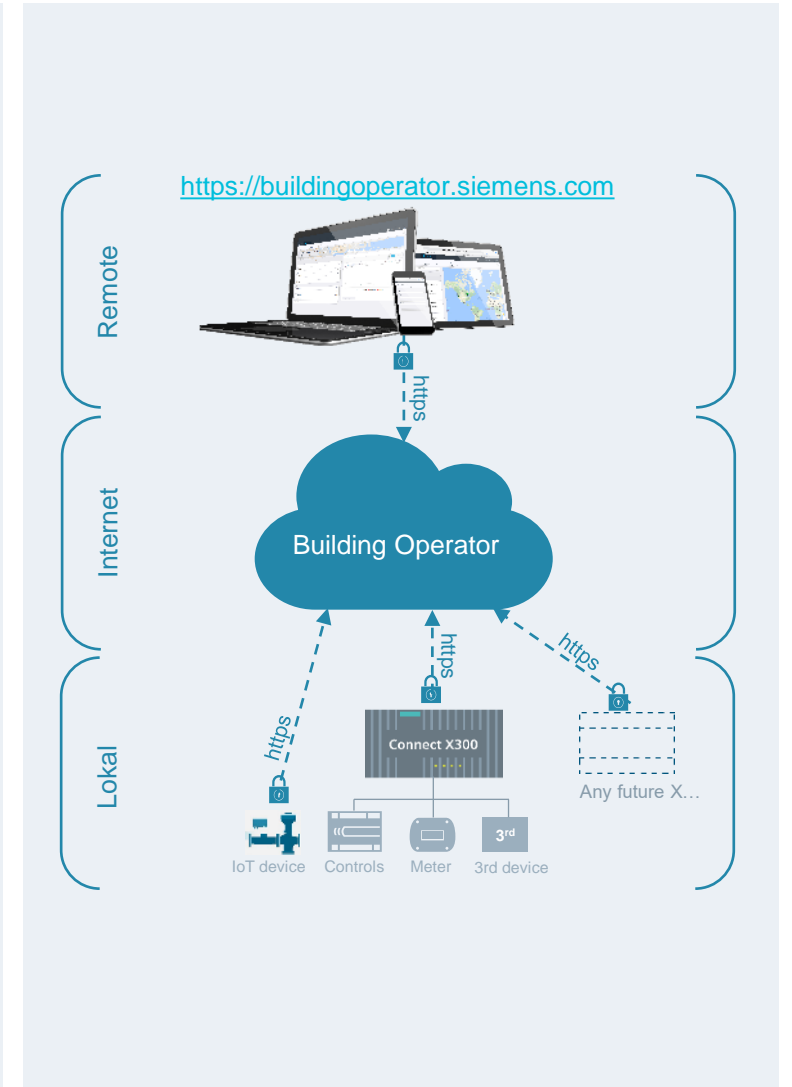 https://buildingoperator.siemens.com
Remote
https
Internet
Building Operator
https
https
https
Lokal
Connect X300
Any future X…
3rd
IoT device
Controls
Meter
3rd device